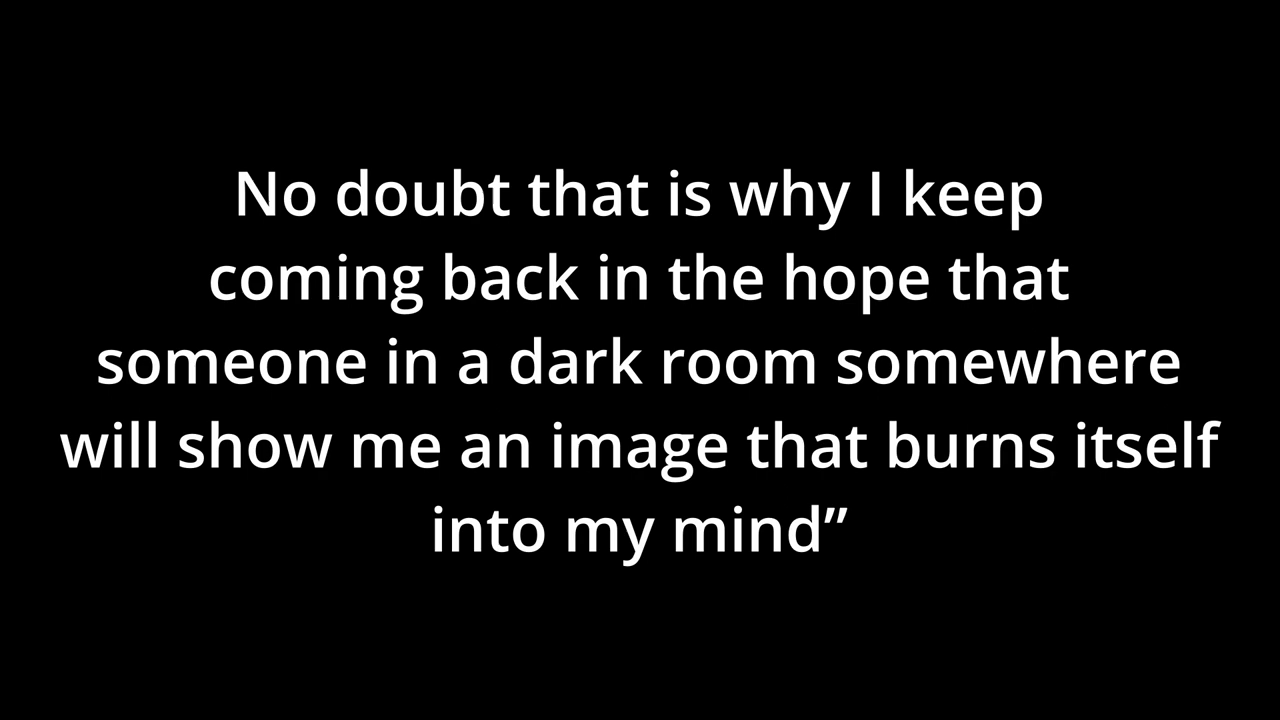 No doubt that is why I keep
coming back in the hope that
someone in a dark room somewhere
will show me an image that burns itself
into my mind”